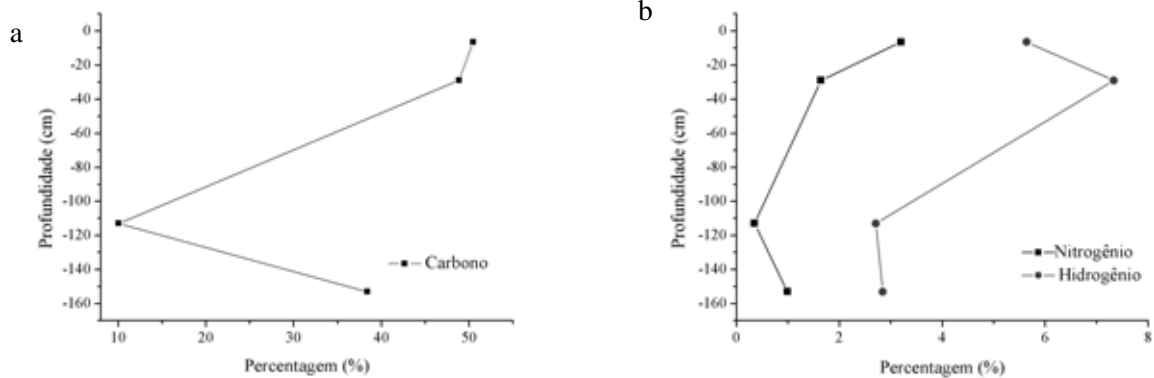 a
0
-20
-40
-60
-80
-100
-120
-140
-160
Profundidade (cm)
Carbono
10 20 30 40 50
Percentagem (%)
b
0
-20
-40
-60
-80
-100
-120
-140
-160
Profundidade (cm)
Nitrogênio
Hidrogênio
0 2 4 6 8
Percentagem (%)